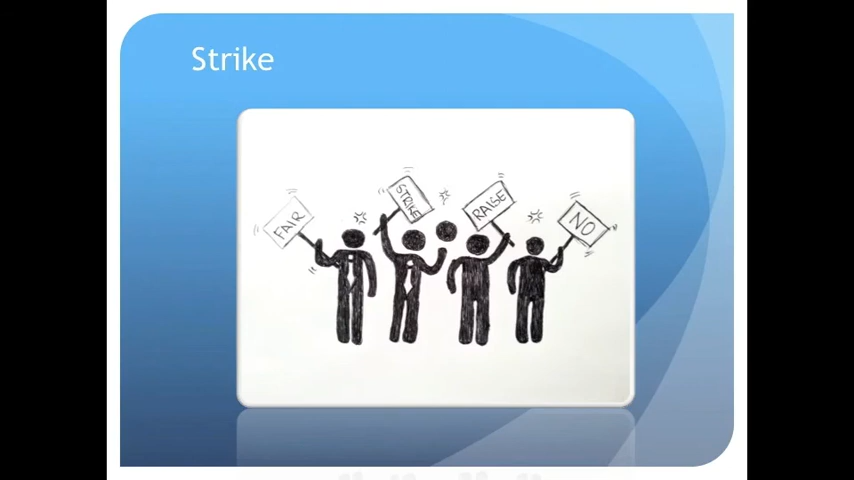 Strike
FAIR
STRIKE
RAISE
NO